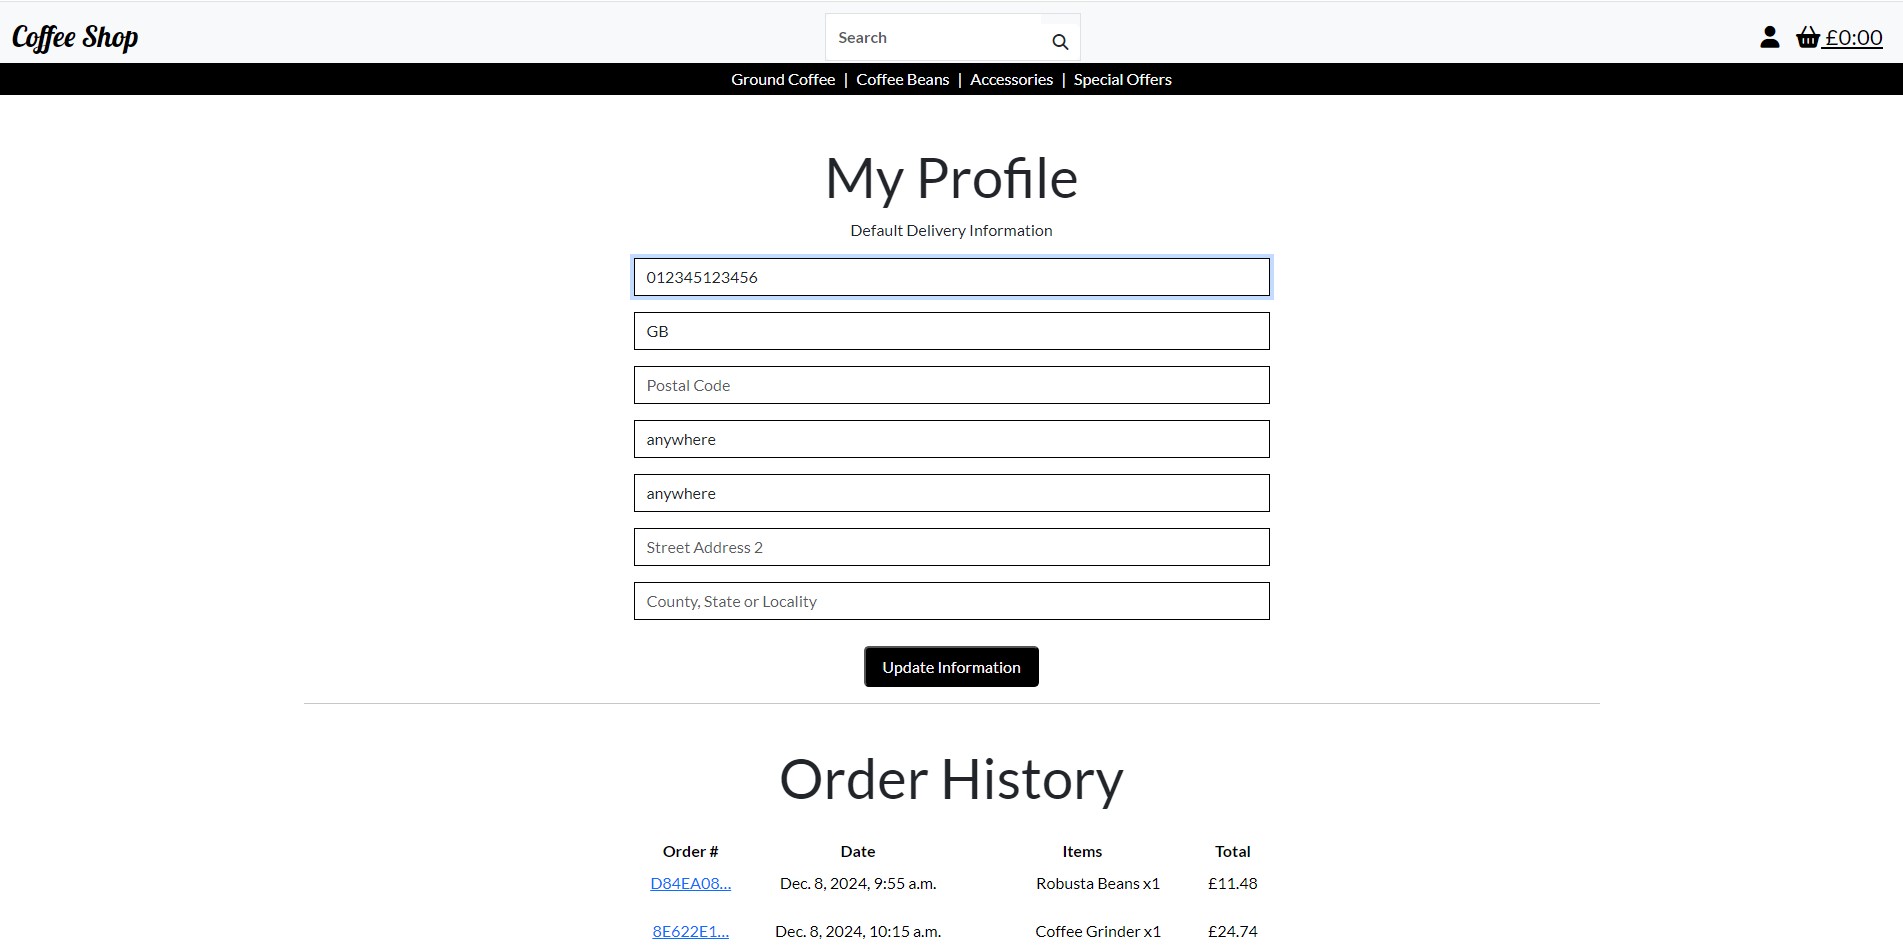 Coffee Shop
Search
£0:00
Ground Coffee | Coffee Beans | Accessories | Special Offers
My Profile
Default Delivery Information
012345123456
GB
Postal Code
anywhere
anywhere
Street Address 2
County, State or Locality
Update Information
Order History
Order # Date Items Total
D84EA08... Dec. 8, 2024, 9:55 a.m. Robusta Beans x1 £11.48
8E622E1... Dec. 8, 2024, 10:15 a.m. Coffee Grinder x1 £24.74